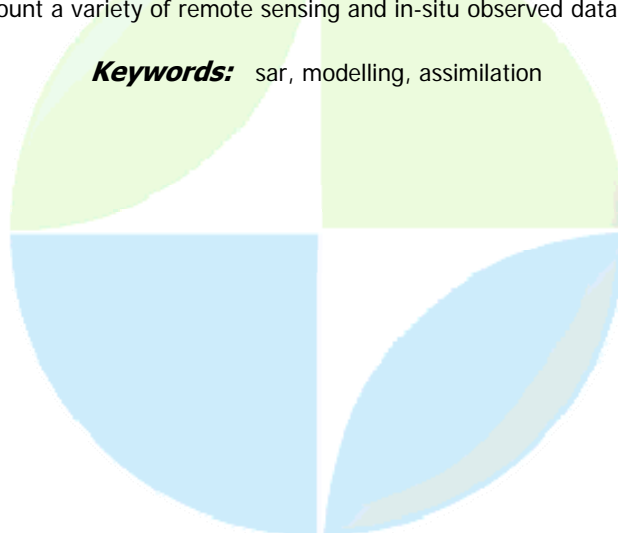 ount a variety of remote sensing and in-situ observed data
Keywords: sar, modelling, assimilation